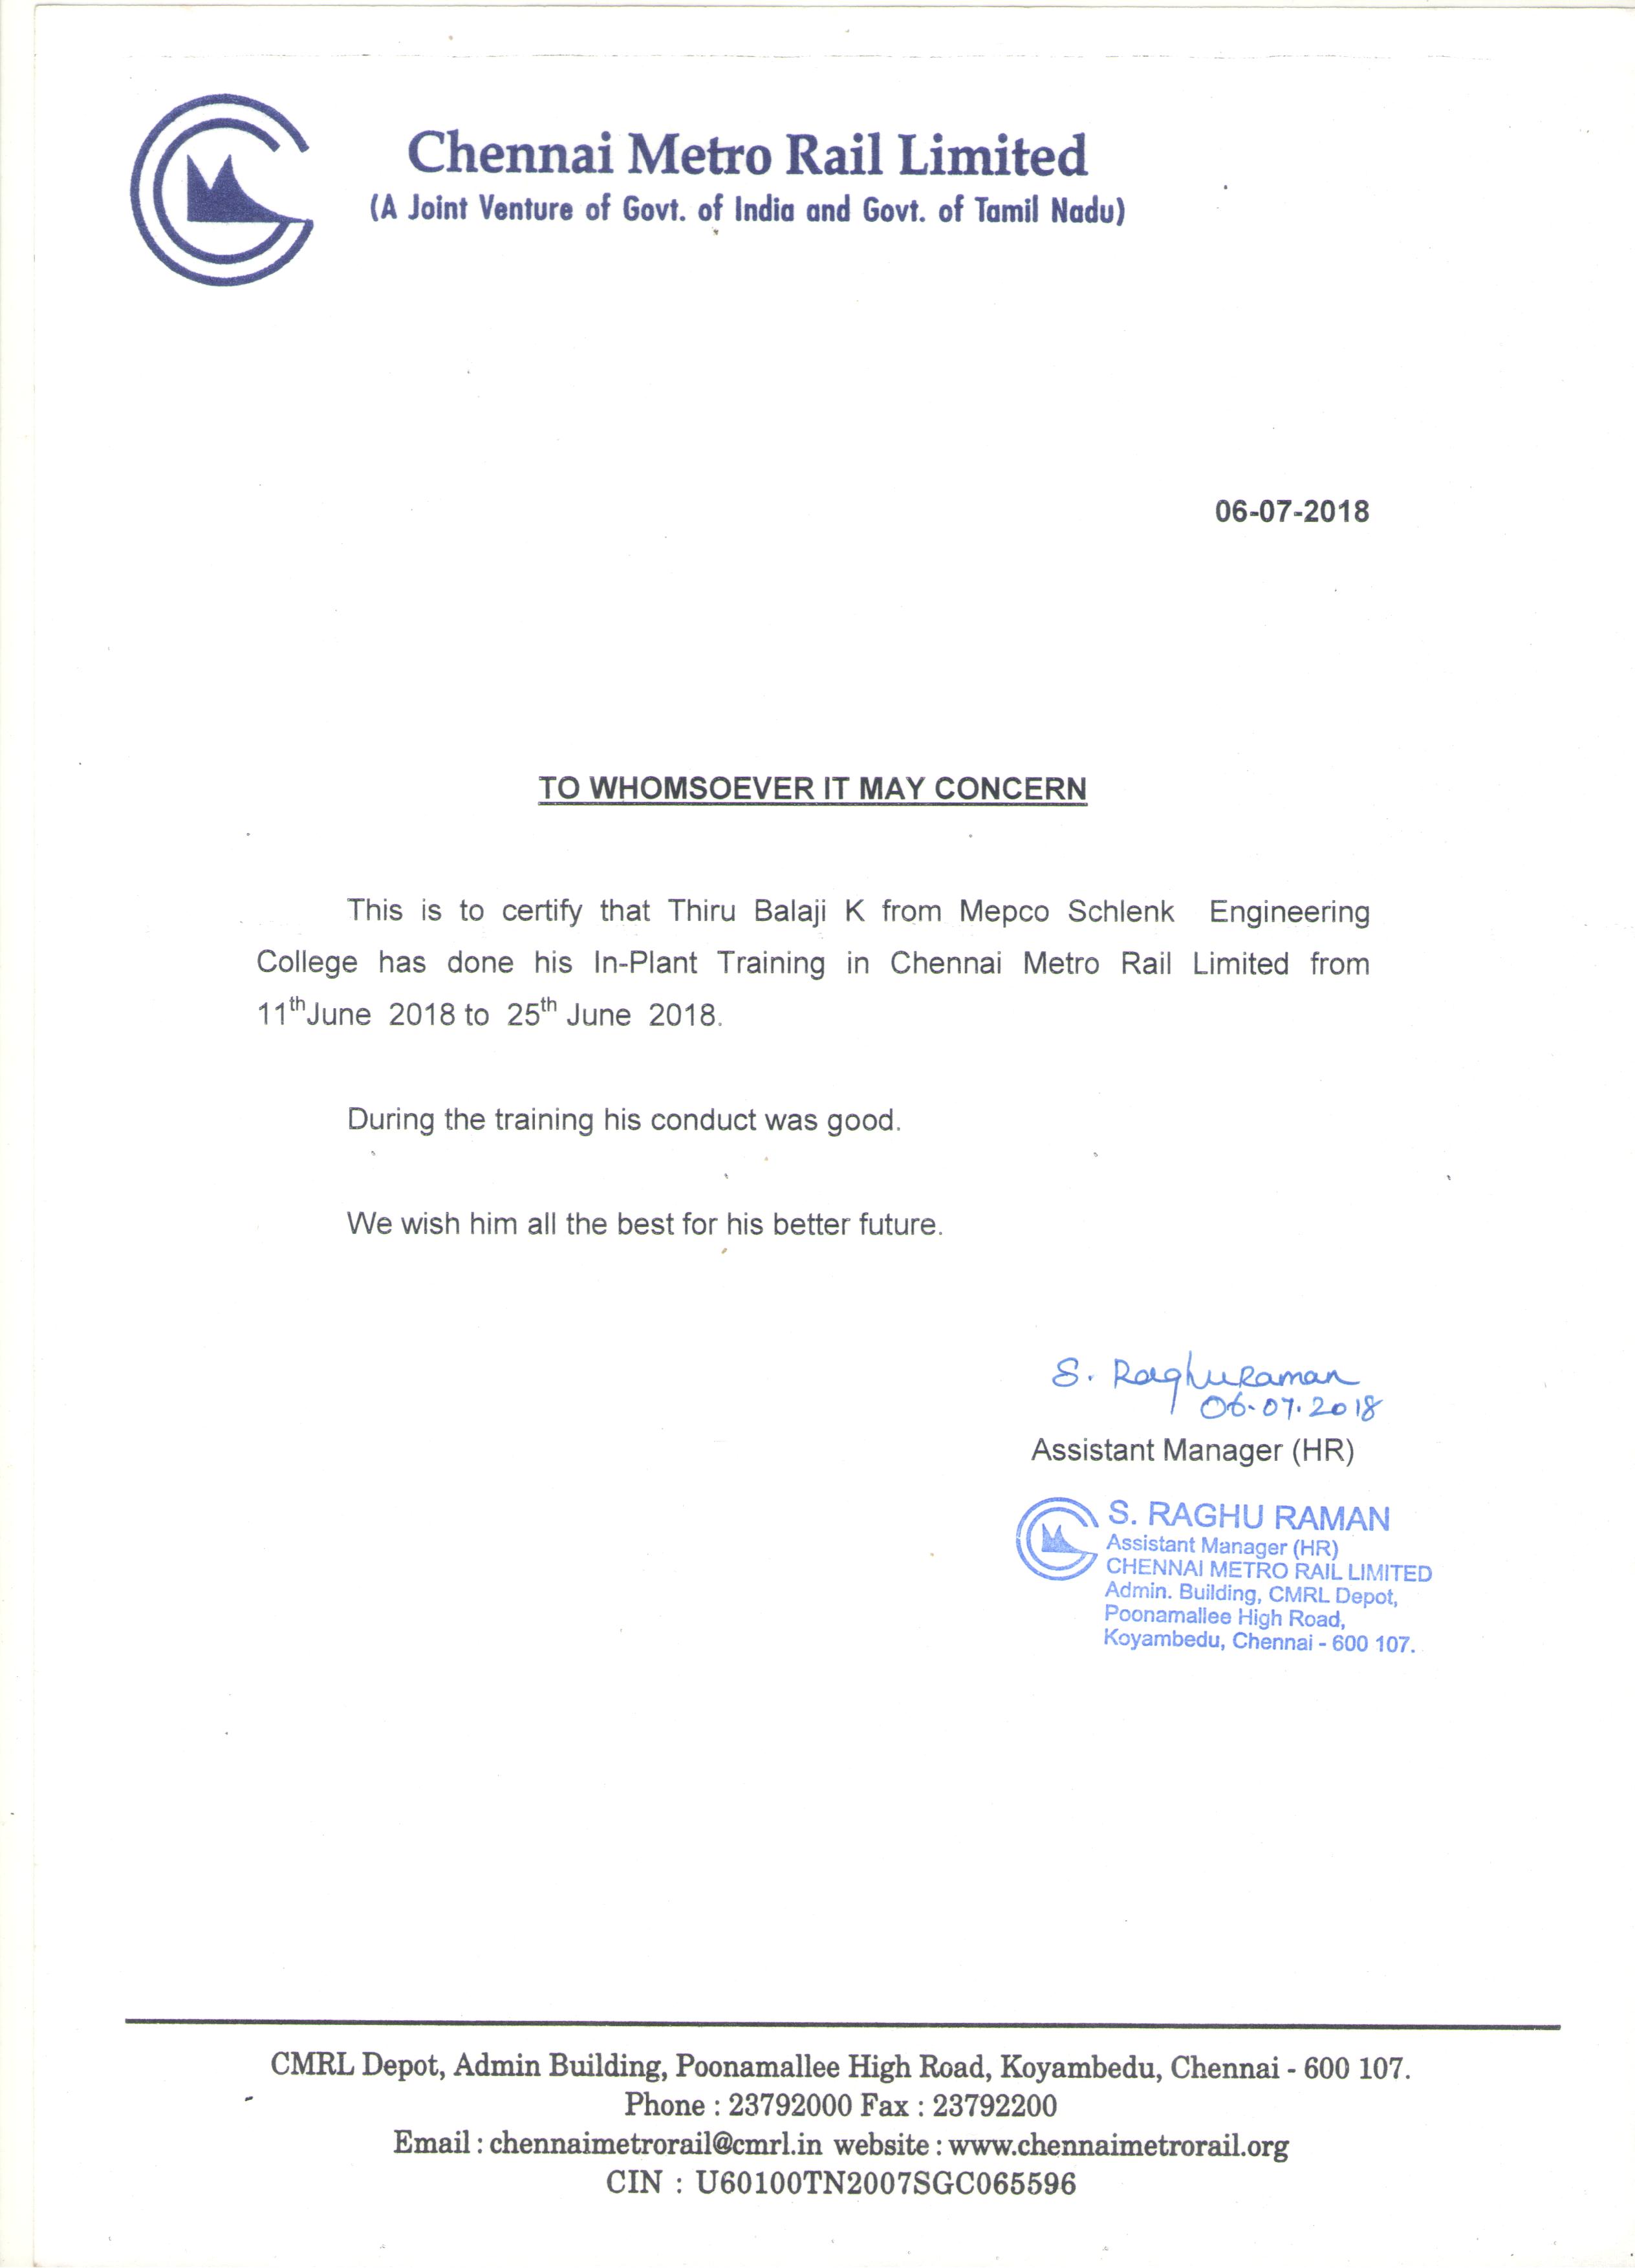 Chennai Metro Rail Limited
(A Joint Venture of Govt. of India and Govt. of Tamil Nadu)
06-07-2018
TO WHOMSOEVER IT MAY CONCERN
This is to certify that Thiru Balaji K from Mepco Schlenk Engineering
College has done his In-Plant Training in Chennai Metro Rail Limited from
11th June 2018 to 25th June 2018.
During the training his conduct was good.
We wish him all the best for his better future.
S. Raghuraman
06.07.2018
Assistant Manager (HR)
S. RAGHU RAMAN
Assistant Manager (HR)
CHENNAI METRO RAIL LIMITED
Admin. Building, CMRL Depot,
Poonamallee High Road,
Koyambedu, Chennai - 600 107.
CMRL Depot, Admin Building, Poonamallee High Road, Koyambedu, Chennai - 600 107.
Phone : 23792000 Fax : 23792200
Email : chennaimetrorail@cmrl.in website : www.chennaimetrorail.org
CIN : U60100TN2007SGC065596